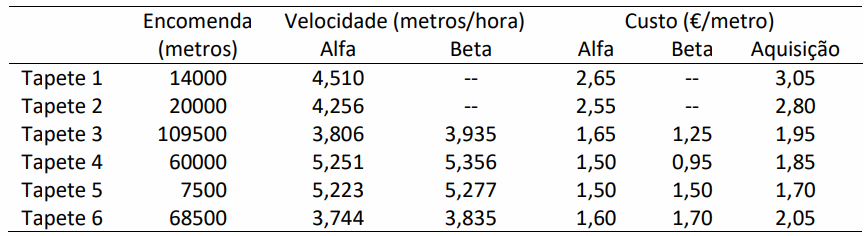 Encomenda Velocidade (metros/hora) Custo (€/metro)
(metros) Alfa Beta Alfa Beta Aquisição
Tapete 1 14000 4,510 -- 2,65 -- 3,05
Tapete 2 20000 4,256 -- 2,55 -- 2,80
Tapete 3 109500 3,806 3,935 1,65 1,25 1,95
Tapete 4 60000 5,251 5,356 1,50 0,95 1,85
Tapete 5 7500 5,223 5,277 1,50 1,50 1,70
Tapete 6 68500 3,744 3,835 1,60 1,70 2,05